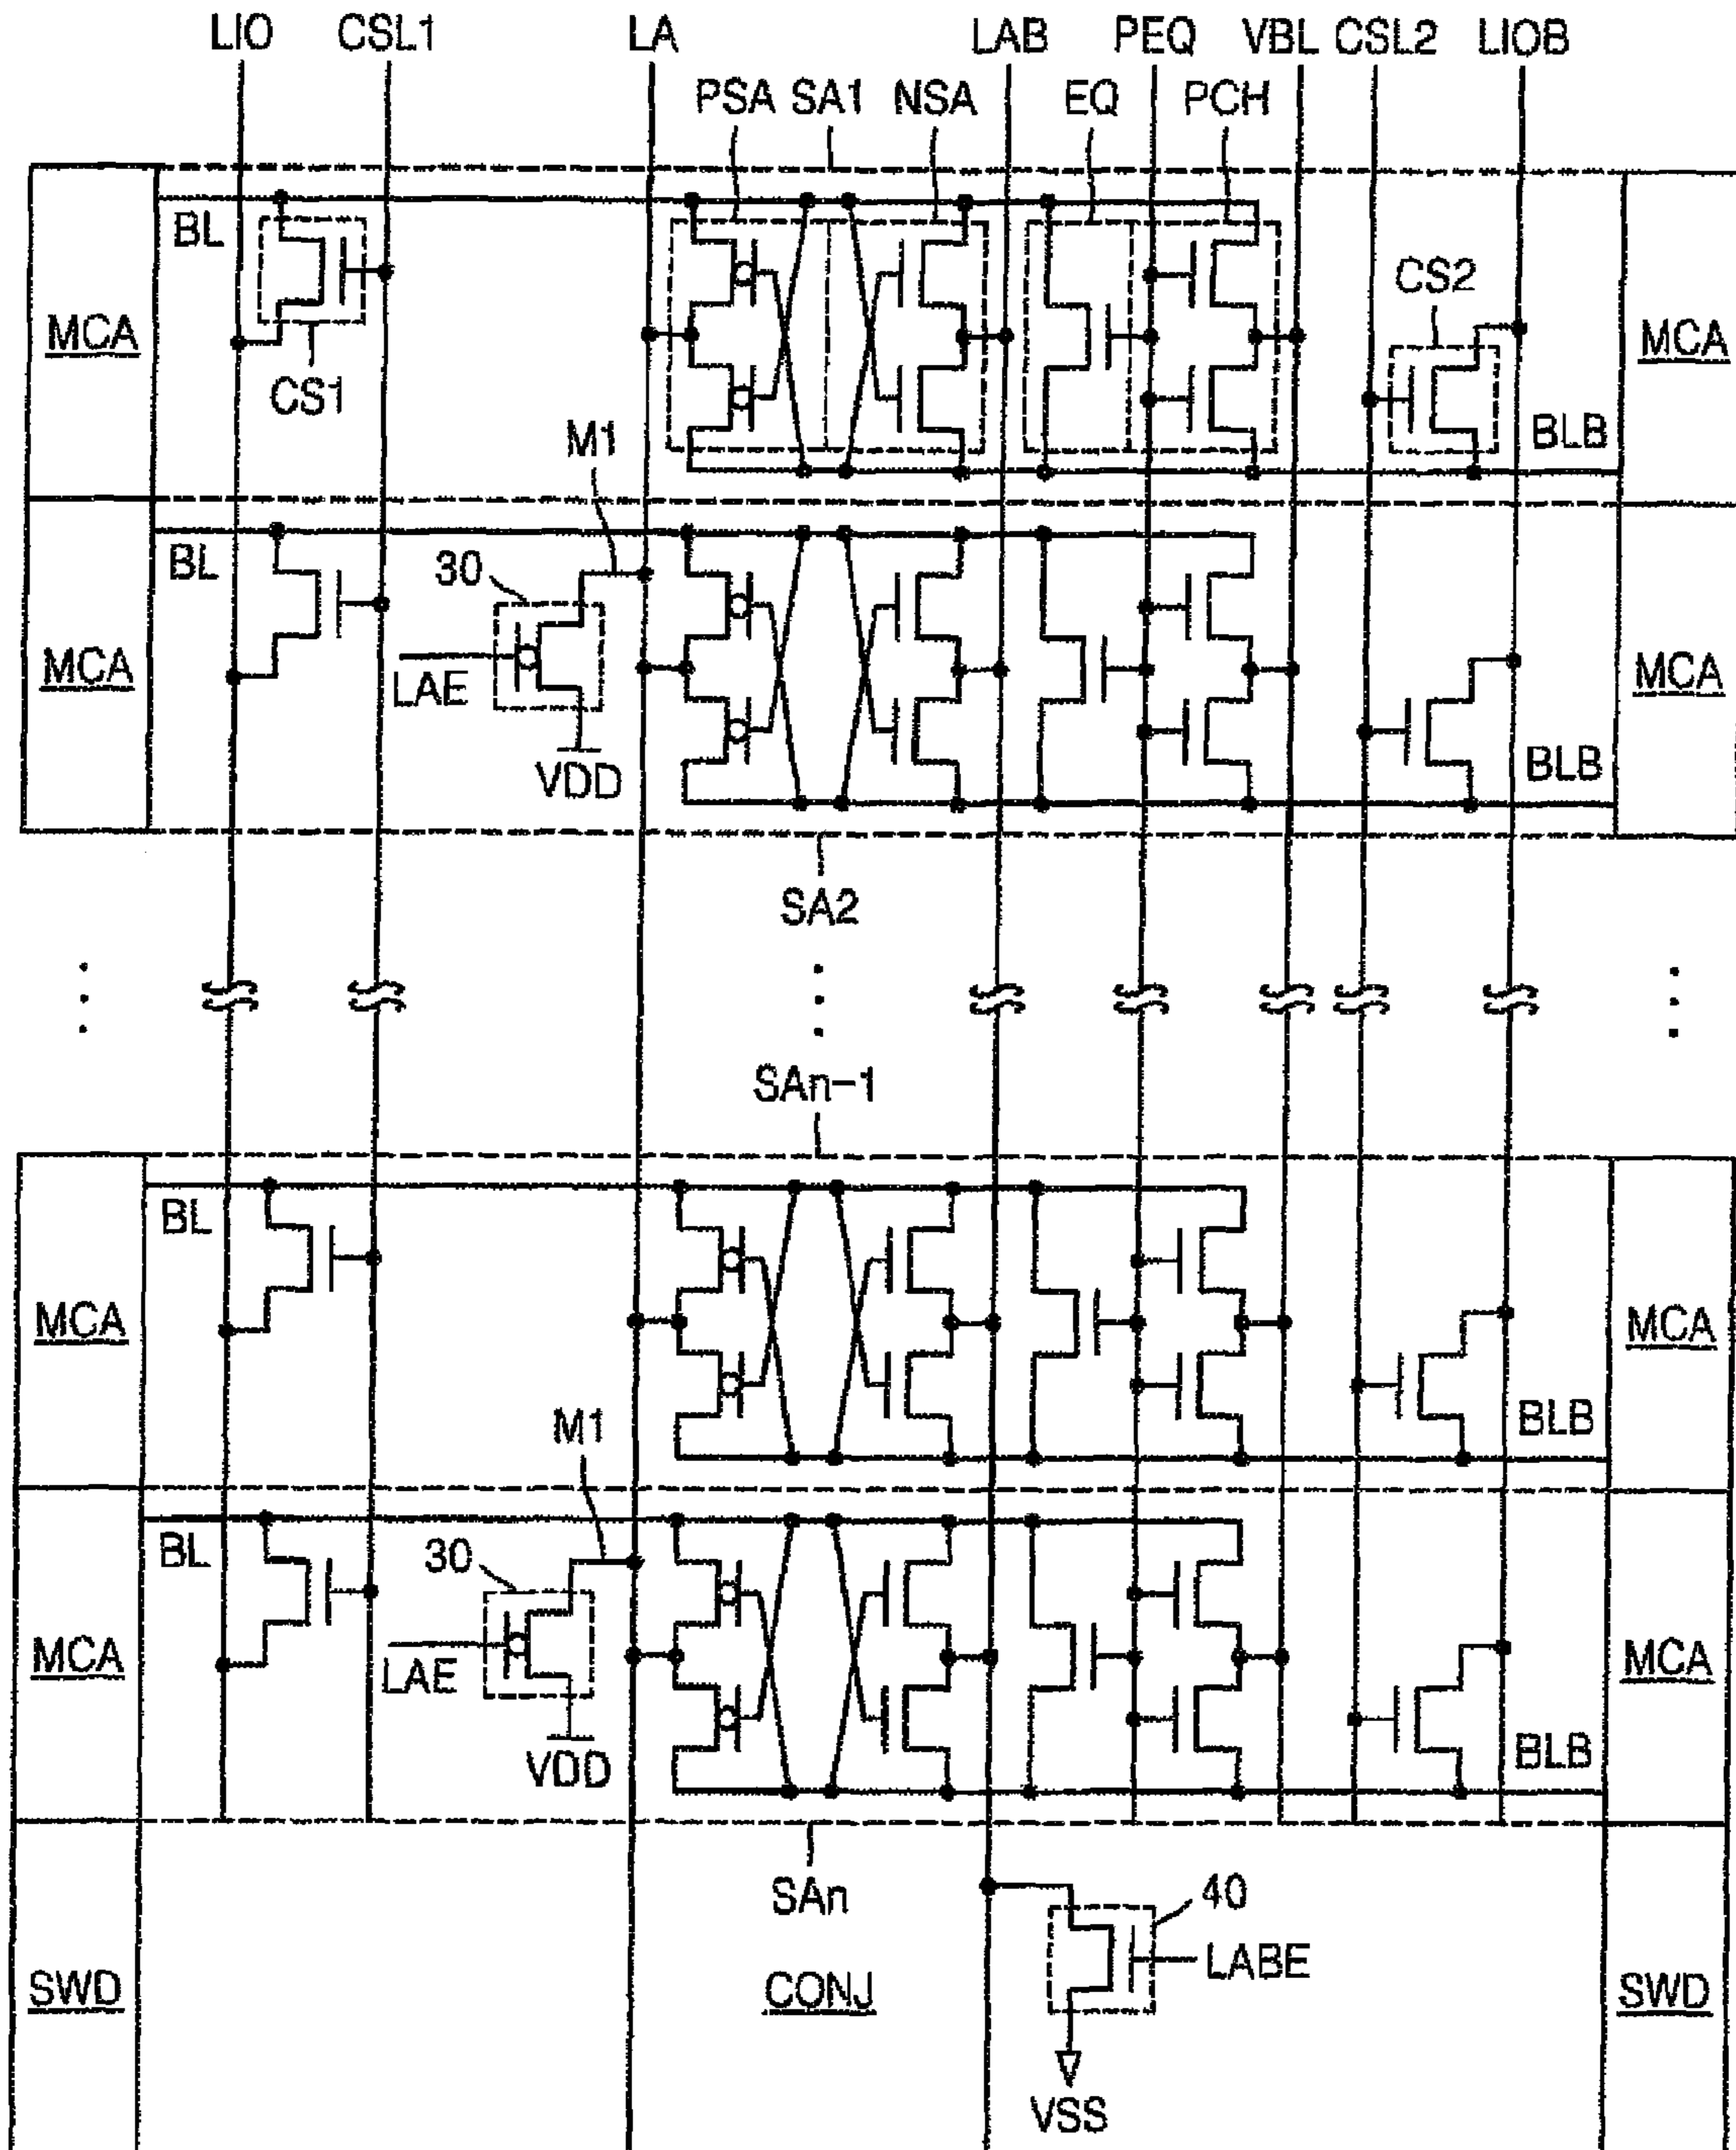 LIO CSL1 LA LAB PEQ VBL CSL2 LIOB
PSA SA1 NSA EQ PCH
BL
MCA
CS1
CS2
BLB
MCA
M1
BL
30
MCA
LAE
VDD
BLB
MCA
SA2
SAn-1
BL
MCA
BLB
MCA
M1
BL
30
MCA
LAE
VDD
BLB
MCA
SAn
40
LABE
SWD
CONJ
SWD
VSS